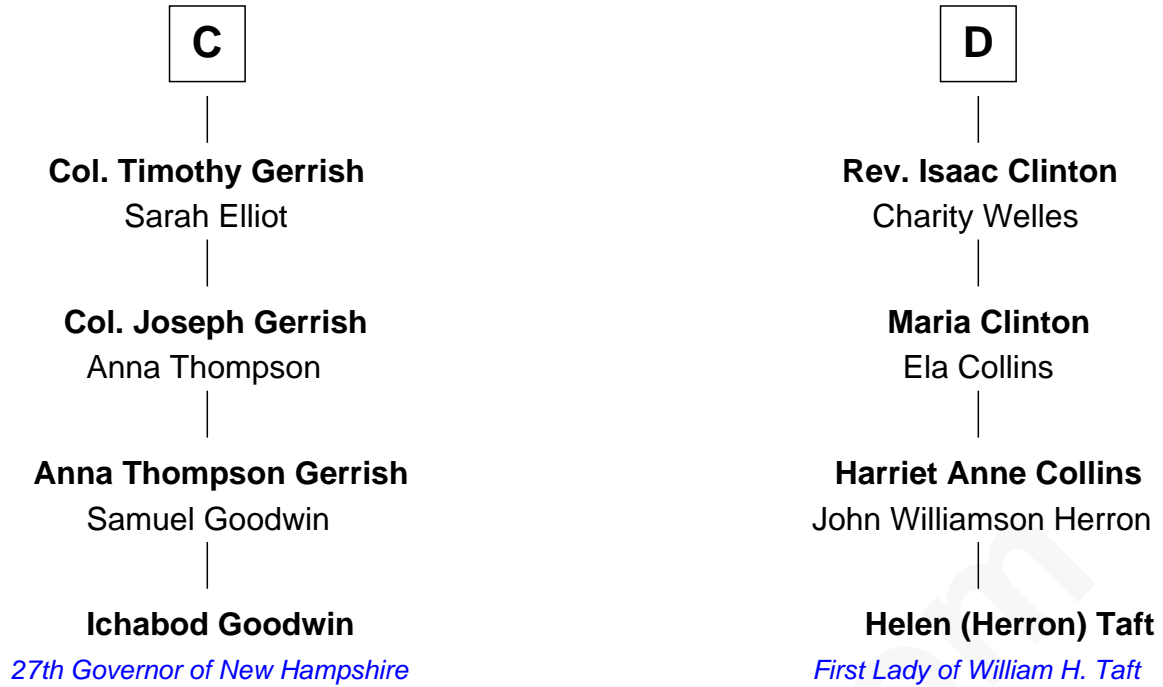 C
D
Col. Timothy Gerrish
Sarah Elliot
Rev. Isaac Clinton
Charity Welles
Col. Joseph Gerrish
Anna Thompson
Maria Clinton
Ela Collins
Anna Thompson Gerrish
Samuel Goodwin
Harriet Anne Collins
John Williamson Herron
Ichabod Goodwin
27th Governor of New Hampshire
Helen (Herron) Taft
First Lady of William H. Taft